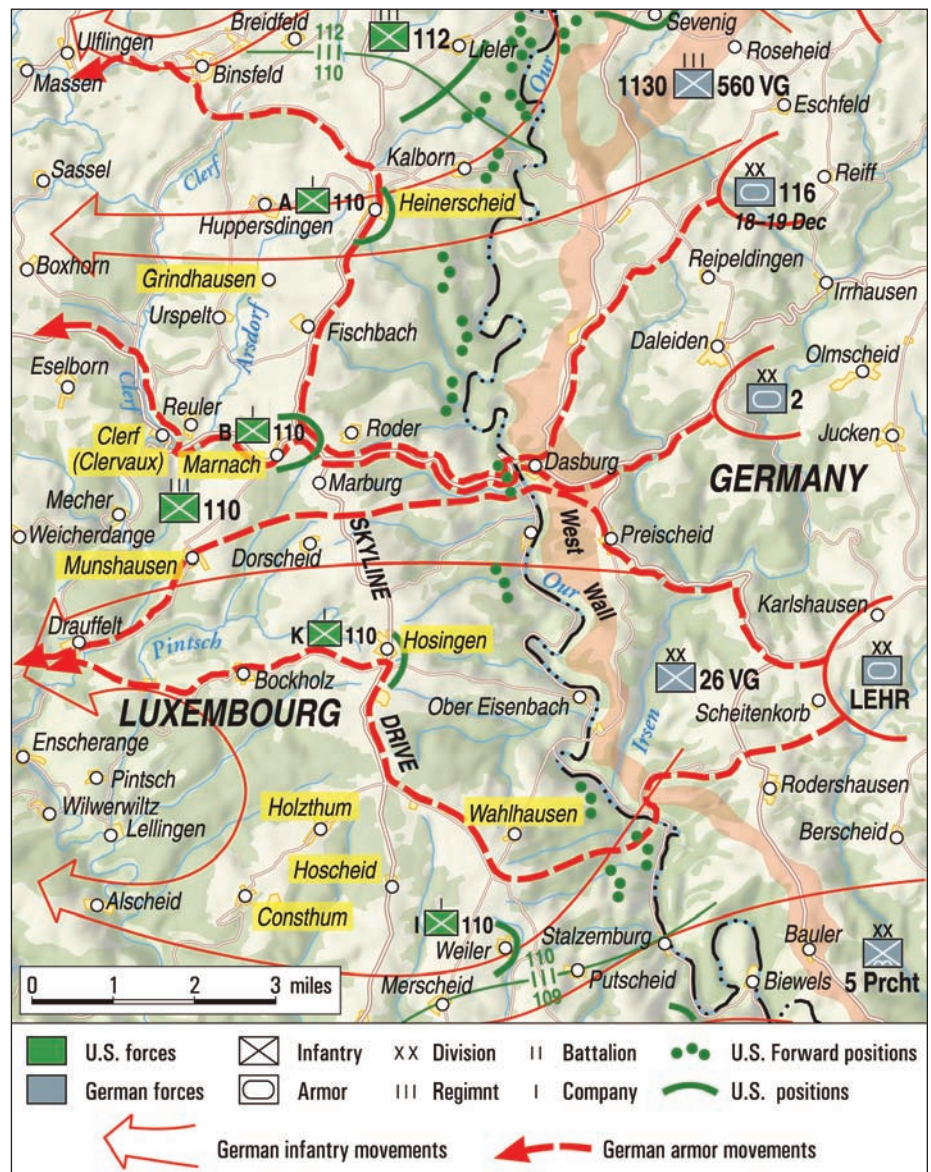 Ulflingen
Breidfeld
112
III
110
III
112
Lieler
Our
Sevenig
Roseheid
Massen
Binsfeld
III
1130 560 VG
Eschfeld
Sassel
Clerf
Kalborn
XX
116
18-19 Dec
Reiff
I
A 110
Heinerscheid
Huppersdingen
Boxhorn
Grindhausen
Reipeldingen
Irrhausen
Urspelt
Arsdorf
Fischbach
Daleiden
Olmscheid
Eselborn
Clerf
XX
2
Reuler
I
B 110
Roder
Jucken
Clerf
(Clervaux)
Marnach
Dasburg
GERMANY
Mecher
III
110
Marburg
Weicherdange
SKYLINE
West
Wall
Preischeid
Munshausen
Dorscheid
Our
Karlshausen
Drauffelt
Pintsch
I
K 110
Hosingen
XX
26 VG
XX
LEHR
Bockholz
LUXEMBOURG
DRIVE
Ober Eisenbach
Irsen
Scheitenkorb
Enscherange
Pintsch
Rodershausen
Wilwerwiltz
Lellingen
Holzthum
Wahlhausen
Berscheid
Hoscheid
Alscheid
Consthum
I
I 110
Weiler
Stalzemburg
Bauler
XX
5 Prcht
110
III
109
Putscheid
Biewels
Merscheid
0 1 2 3 miles
U.S. forces Infantry XX Division II Battalion U.S. Forward positions
German forces Armor III Regimnt I Company U.S. positions
German infantry movements German armor movements